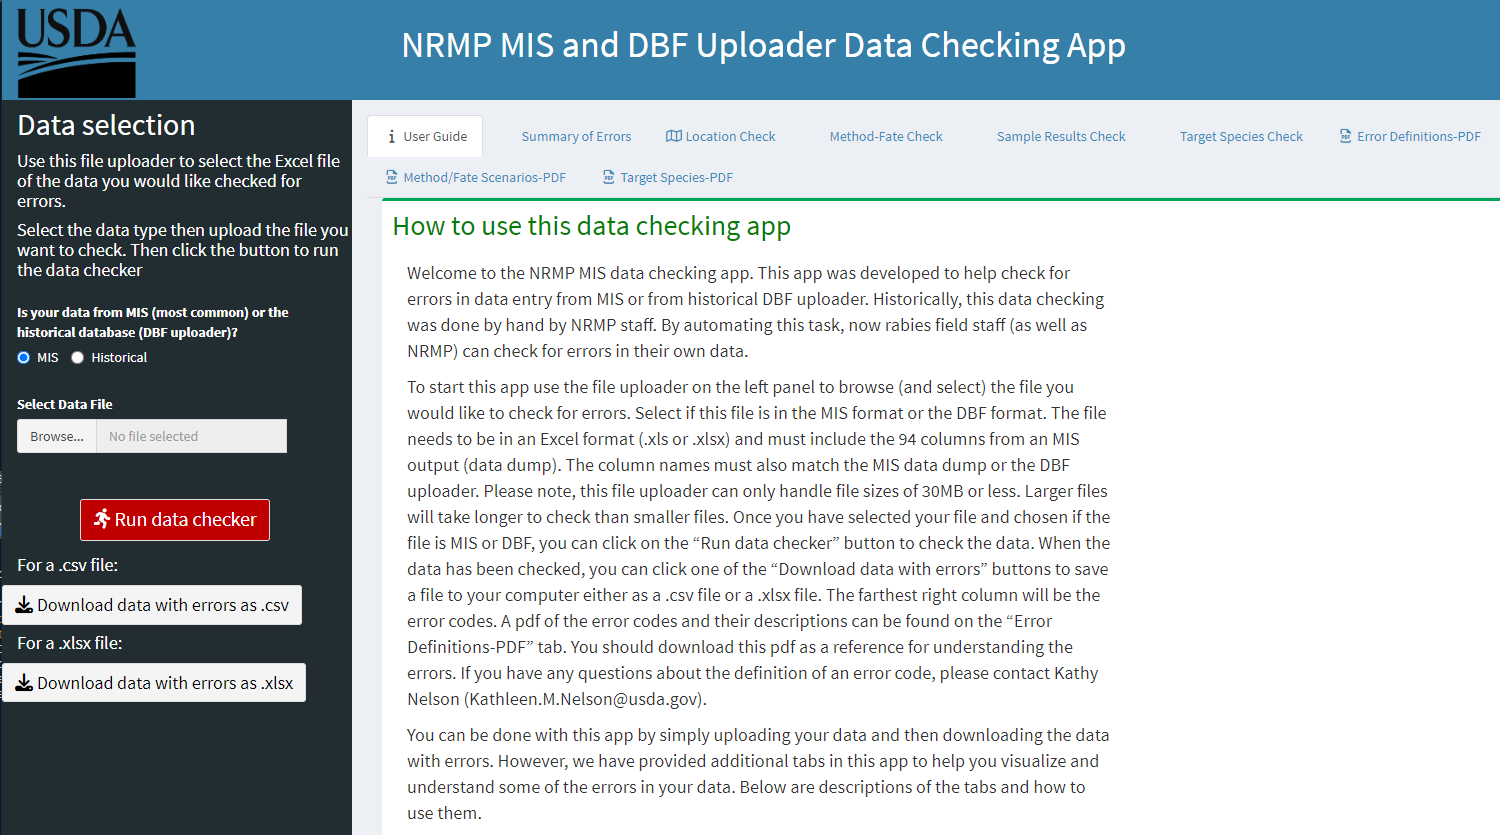 USDA
NRMP MIS and DBF Uploader Data Checking App
Data selection
Use this file uploader to select the Excel file
of the data you would like checked for
errors.
Select the data type then upload the file you
want to check. Then click the button to run
the data checker
Is your data from MIS (most common) or the
historical database (DBF uploader)?
MIS Historical
Select Data File
Browse... No file selected
Run data checker
For a .csv file:
Download data with errors as .csv
For a .xlsx file:
Download data with errors as .xlsx
User Guide Summary of Errors Location Check Method-Fate Check Sample Results Check Target Species Check Error Definitions-PDF
Method/Fate Scenarios-PDF Target Species-PDF
How to use this data checking app
Welcome to the NRMP MIS data checking app. This app was developed to help check for
errors in data entry from MIS or from historical DBF uploader. Historically, this data checking
was done by hand by NRMP staff. By automating this task, now rabies field staff (as well as
NRMP) can check for errors in their own data.
To start this app use the file uploader on the left panel to browse (and select) the file you
would like to check for errors. Select if this file is in the MIS format or the DBF format. The file
needs to be in an Excel format (.xls or .xlsx) and must include the 94 columns from an MIS
output (data dump). The column names must also match the MIS data dump or the DBF
uploader. Please note, this file uploader can only handle file sizes of 30MB or less. Larger files
will take longer to check than smaller files. Once you have selected your file and chosen if the
file is MIS or DBF, you can click on the “Run data checker” button to check the data. When the
data has been checked, you can click one of the “Download data with errors” buttons to save
a file to your computer either as a .csv file or a .xlsx file. The farthest right column will be the
error codes. A pdf of the error codes and their descriptions can be found on the “Error
Definitions-PDF” tab. You should download this pdf as a reference for understanding the
errors. If you have any questions about the definition of an error code, please contact Kathy
Nelson (Kathleen.M.Nelson@usda.gov).
You can be done with this app by simply uploading your data and then downloading the data
with errors. However, we have provided additional tabs in this app to help you visualize and
understand some of the errors in your data. Below are descriptions of the tabs and how to
use them.